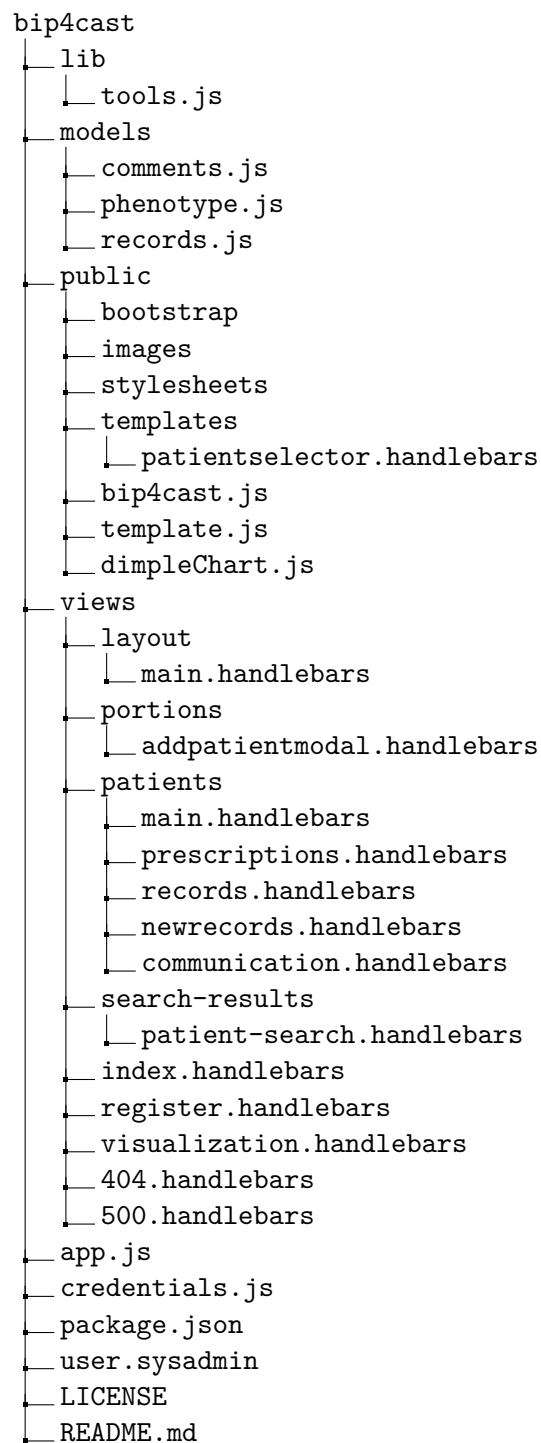 bip4cast
lib
tools.js
models
comments.js
phenotype.js
records.js
public
bootstrap
images
stylesheets
templates
patientselector.handlebars
bip4cast.js
template.js
dimpleChart.js
views
layout
main.handlebars
portions
addpatientmodal.handlebars
patients
main.handlebars
prescriptions.handlebars
records.handlebars
newrecords.handlebars
communication.handlebars
search-results
patient-search.handlebars
index.handlebars
register.handlebars
visualization.handlebars
404.handlebars
500.handlebars
app.js
credentials.js
package.json
user.sysadmin
LICENSE
README.md